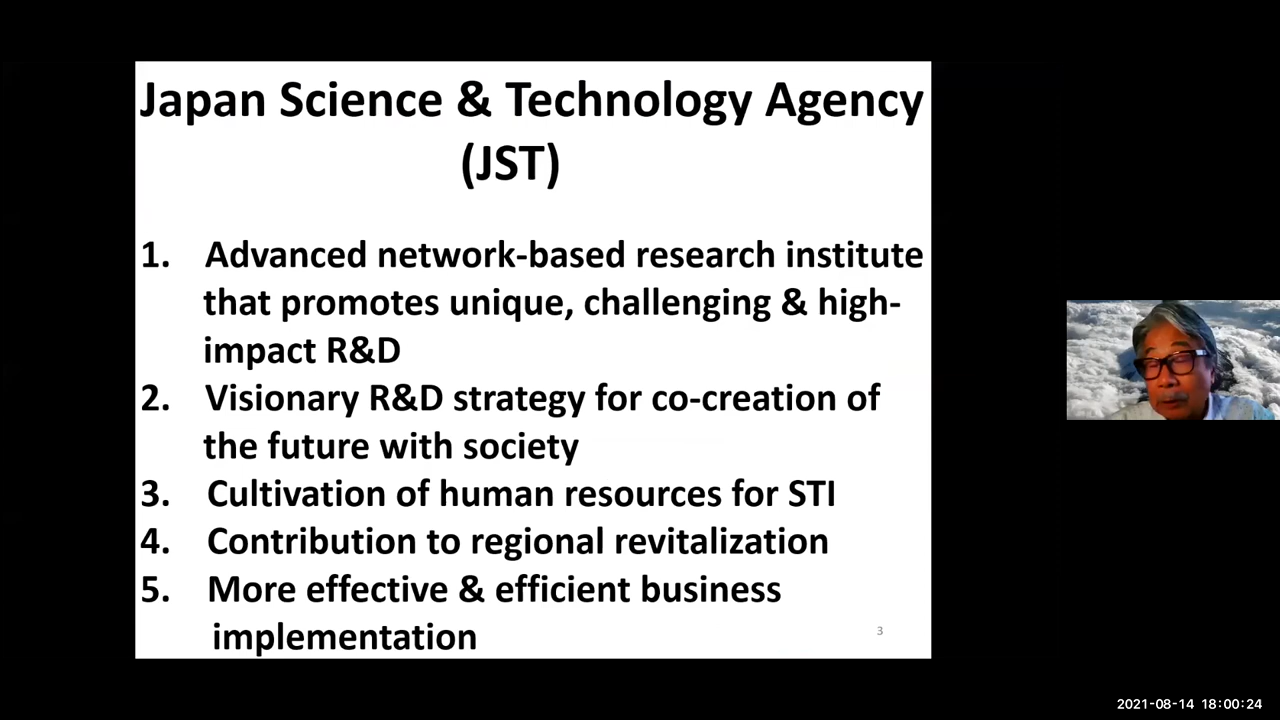 Japan Science & Technology Agency
(JST)
1. Advanced network-based research institute
that promotes unique, challenging & high-
impact R&D
2. Visionary R&D strategy for co-creation of
the future with society
3. Cultivation of human resources for STI
4. Contribution to regional revitalization
5. More effective & efficient business
implementation
3
2021-08-14 18:00:24